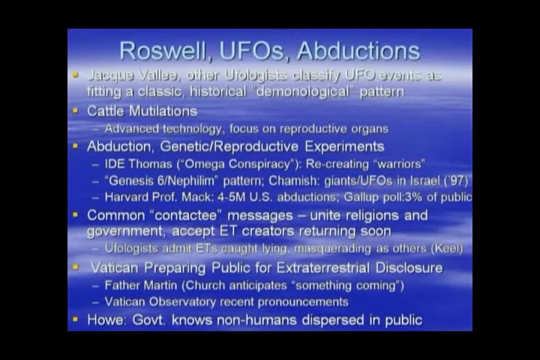 Roswell, UFOs, Abductions
Jacque Vallee, other Ufologists classify UFO events as
fitting a classic, historical "demonological" pattern
Cattle Mutilations
– Advanced technology, focus on reproductive organs
Abduction, Genetic/Reproductive Experiments
– IDE Thomas ("Omega Conspiracy"): Re-creating "warriors"
– "Genesis 6/Nephilim" pattern; Chamish: giants/UFOs in Israel ('97)
– Harvard Prof. Mack: 4-5M U.S. abductions; Gallup poll:3% of public
Common "contactee" messages – unite religions and
government, accept ET creators returning soon
– Ufologists admit ETs caught lying, masquerading as others (Keel)
Vatican Preparing Public for Extraterrestrial Disclosure
– Father Martin (Church anticipates "something coming")
– Vatican Observatory recent pronouncements
Howe: Govt. knows non-humans dispersed in public